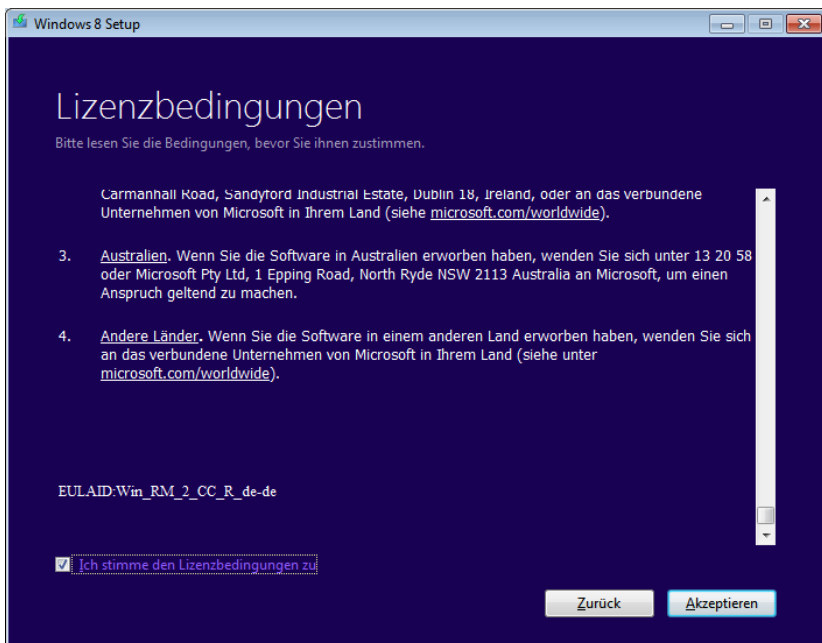 Windows 8 Setup
Lizenzbedingungen
Bitte lesen Sie die Bedingungen, bevor Sie ihnen zustimmen.
Carmanhall Road, Sandyford Industrial Estate, Dublin 18, Ireland, oder an das verbundene
Unternehmen von Microsoft in Ihrem Land (siehe microsoft.com/worldwide).
3. Australien. Wenn Sie die Software in Australien erworben haben, wenden Sie sich unter 13 20 58
oder Microsoft Pty Ltd, 1 Epping Road, North Ryde NSW 2113 Australia an Microsoft, um einen
Anspruch geltend zu machen.
4. Andere Länder. Wenn Sie die Software in einem anderen Land erworben haben, wenden Sie sich
an das verbundene Unternehmen von Microsoft in Ihrem Land (siehe unter
microsoft.com/worldwide).
EULAID:Win_RM_2_CC_R_de-de
Ich stimme den Lizenzbedingungen zu
Zurück Akzeptieren